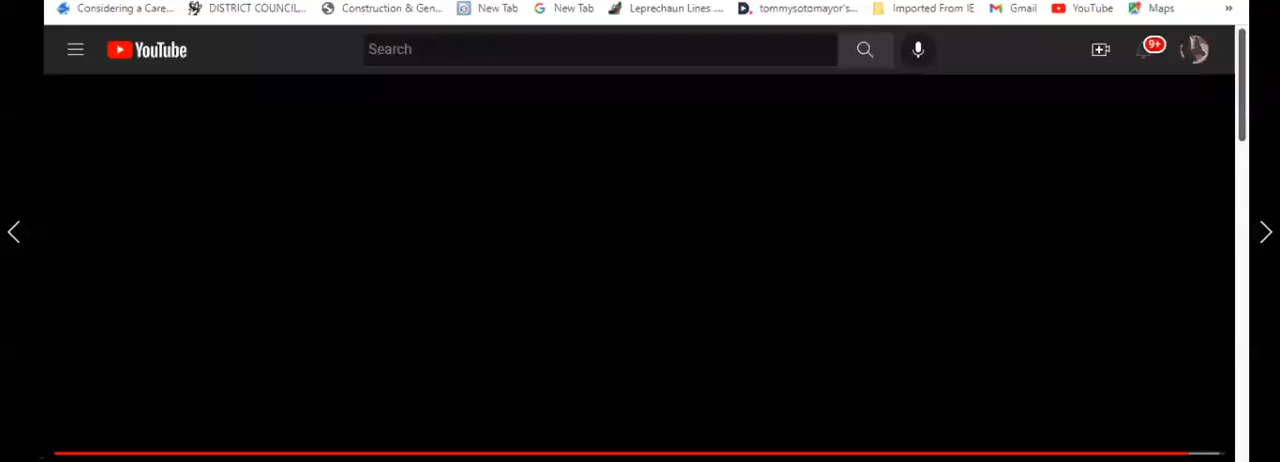 Considering a Care... DISTRICT COUNCIL... Construction & Gen... New Tab New Tab Leprechaun Lines .... tommysotomayor's... Imported From IE Gmail YouTube Maps »
YouTube Search 9+